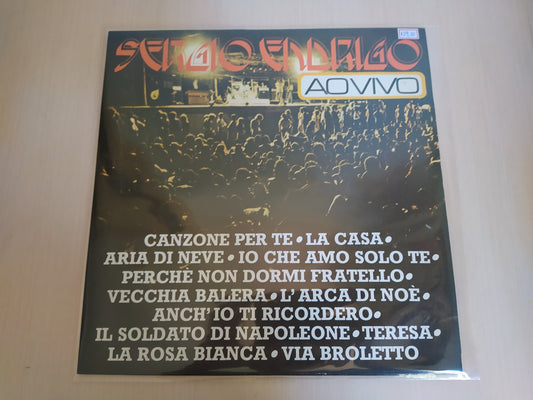 SERGIO ENDRIGO
AO VIVO
CANZONE PER TE • LA CASA •
ARIA DI NEVE • IO CHE AMO SOLO TE •
PERCHE NON DORMI FRATELLO •
VECCHIA BALERA • L'ARCA DI NOÈ •
ANCH'IO TI RICORDERO •
IL SOLDATO DI NAPOLEONE • TERESA •
LA ROSA BIANCA • VIA BROLETTO